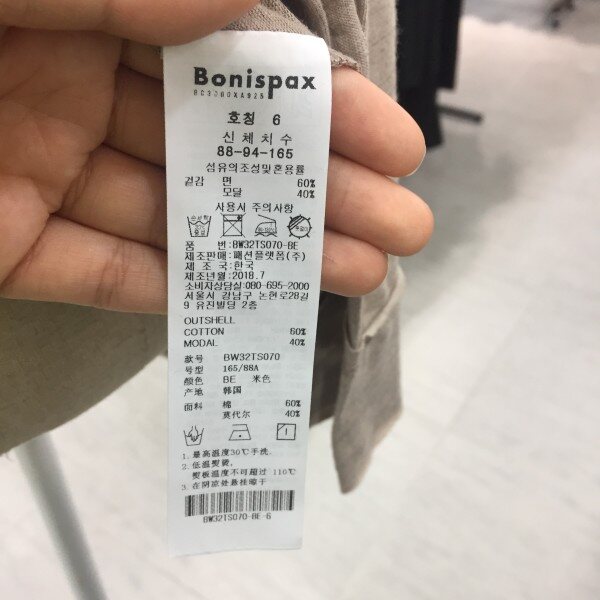 Bonispax
호칭 6
신체치수
88-94-165
섬유의조성및혼용률
겉감 면 60%
모달 40%
사용시 주의사항
품 번:BW32TS070-BE
제조판매:패션플랫폼(주)
제 조 국:한국
제조년월:2018.7
소비자상담실:080-695-2000
서울시 강남구 논현로28길
9 유진빌딩 2층
OUTSHELL
COTTON 60%
MODAL 40%
款号 BW32TS070
号型 165/88A
颜色 BE 米色
产地 韩国
面料 棉 60%
莫代尔 40%
1.最高温度30℃手洗.
2.低温熨烫,
熨板温度不可超过 110℃
3.在阴凉处悬挂晾干
BW32TS070-BE-6